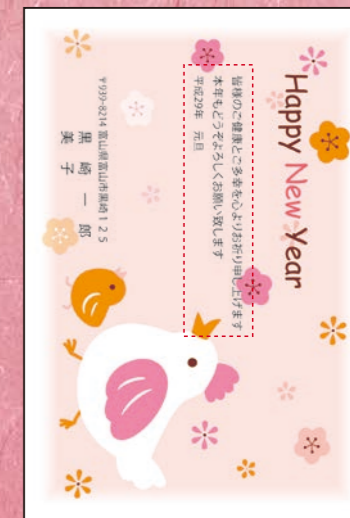 Happy New Year
皆様のご健康とご多幸を心よりお祈り申し上げます
本年もどうぞよろしくお願い致します
平成29年 元旦
〒939-8214 富山県富山市黒崎125
黒崎一郎
美子